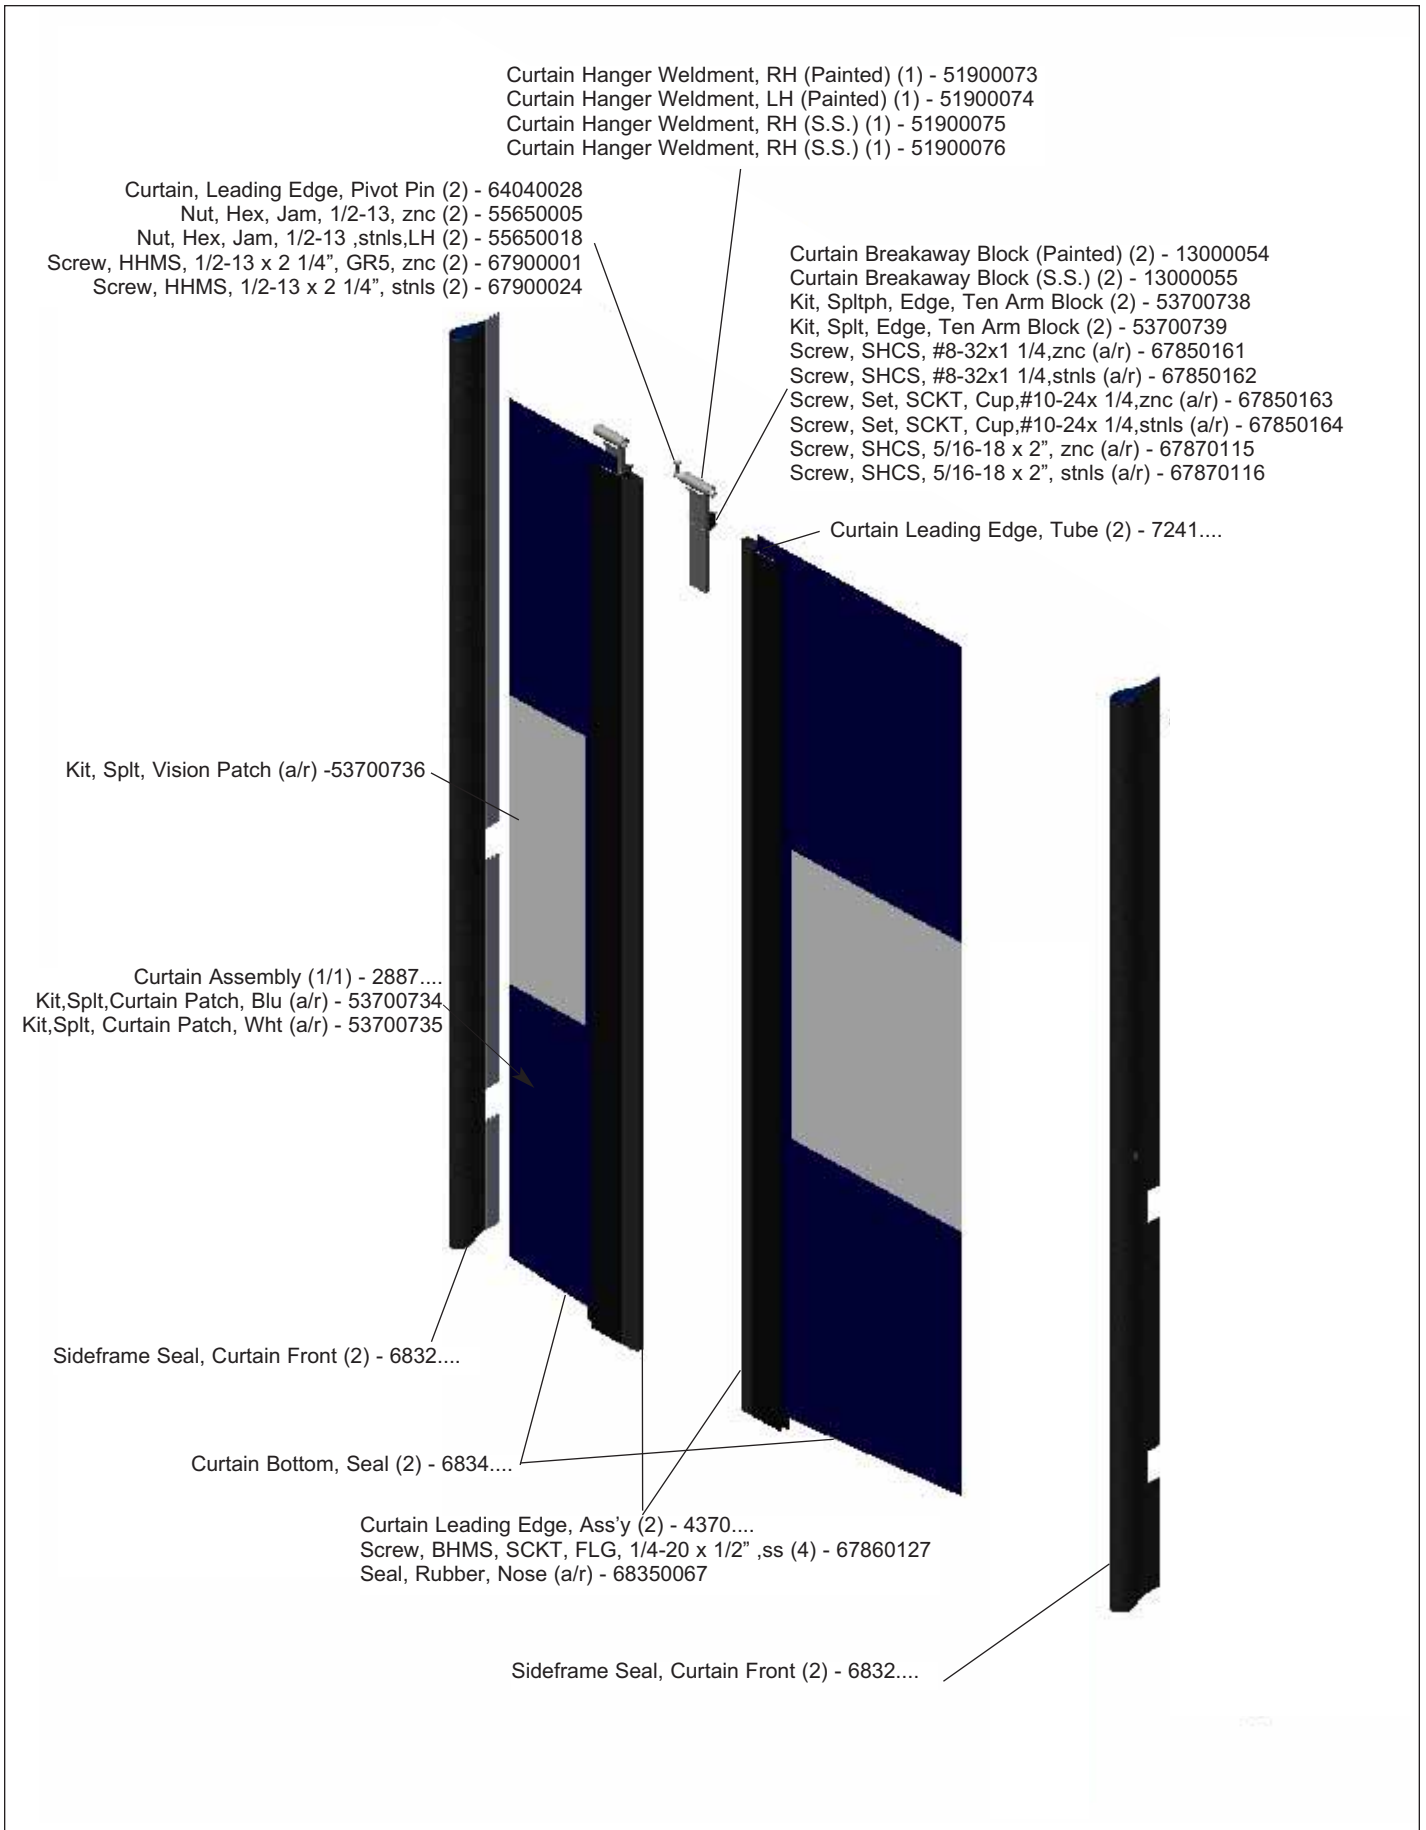 Curtain Hanger Weldment, RH (Painted) (1) - 51900073
Curtain Hanger Weldment, LH (Painted) (1) - 51900074
Curtain Hanger Weldment, RH (S.S.) (1) - 51900075
Curtain Hanger Weldment, RH (S.S.) (1) - 51900076
Curtain, Leading Edge, Pivot Pin (2) - 64040028
Nut, Hex, Jam, 1/2-13, znc (2) - 55650005
Nut, Hex, Jam, 1/2-13 ,stnls,LH (2) - 55650018
Screw, HHMS, 1/2-13 x 2 1/4”, GR5, znc (2) - 67900001
Screw, HHMS, 1/2-13 x 2 1/4”, stnls (2) - 67900024
Curtain Breakaway Block (Painted) (2) - 13000054
Curtain Breakaway Block (S.S.) (2) - 13000055
Kit, Spltph, Edge, Ten Arm Block (2) - 53700738
Kit, Splt, Edge, Ten Arm Block (2) - 53700739
Screw, SHCS, #8-32x1 1/4,znc (a/r) - 67850161
Screw, SHCS, #8-32x1 1/4,stnls (a/r) - 67850162
Screw, Set, SCKT, Cup,#10-24x 1/4,znc (a/r) - 67850163
Screw, Set, SCKT, Cup,#10-24x 1/4,stnls (a/r) - 67850164
Screw, SHCS, 5/16-18 x 2”, znc (a/r) - 67870115
Screw, SHCS, 5/16-18 x 2”, stnls (a/r) - 67870116
Curtain Leading Edge, Tube (2) - 7241....
Kit, Splt, Vision Patch (a/r) -53700736
Curtain Assembly (1/1) - 2887....
Kit,Splt,Curtain Patch, Blu (a/r) - 53700734
Kit,Splt, Curtain Patch, Wht (a/r) - 53700735
Sideframe Seal, Curtain Front (2) - 6832....
Curtain Bottom, Seal (2) - 6834....
Curtain Leading Edge, Ass’y (2) - 4370....
Screw, BHMS, SCKT, FLG, 1/4-20 x 1/2” ,ss (4) - 67860127
Seal, Rubber, Nose (a/r) - 68350067
Sideframe Seal, Curtain Front (2) - 6832....